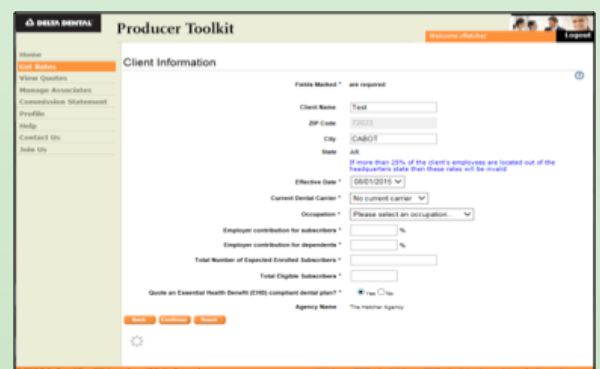 DELTA DENTAL
Producer Toolkit
Logout
Home
Get Rates
View Quotes
Manage Associates
Commission Statement
Profile
Help
Contact Us
Join Us
Client Information
Fields Marked * are required
Client Name Test
ZIP Code 72023
City CABOT
State AR
If more than 25% of the client's employees are located out of the
headquarters state then these rates will be invalid
Effective Date * 08/01/2015
Current Dental Carrier * No current carrier
Occupation * Please select an occupation...
Employer contribution for subscribers * %
Employer contribution for dependents * %
Total Number of Expected Enrolled Subscribers *
Total Eligible Subscribers *
Quote an Essential Health Benefit (EHB) compliant dental plan? * Yes No
Agency Name The Hatcher Agency
Back Continue Reset